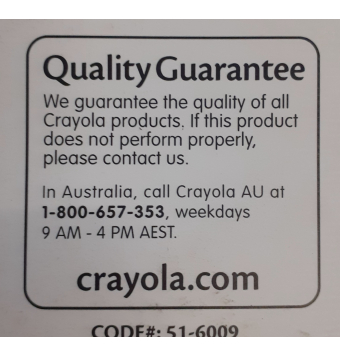 Quality Guarantee
We guarantee the quality of all
Crayola products. If this product
does not perform properly,
please contact us.
In Australia, call Crayola AU at
1-800-657-353, weekdays
9 AM - 4 PM AEST.
crayola.com
CODE#: 51-6009